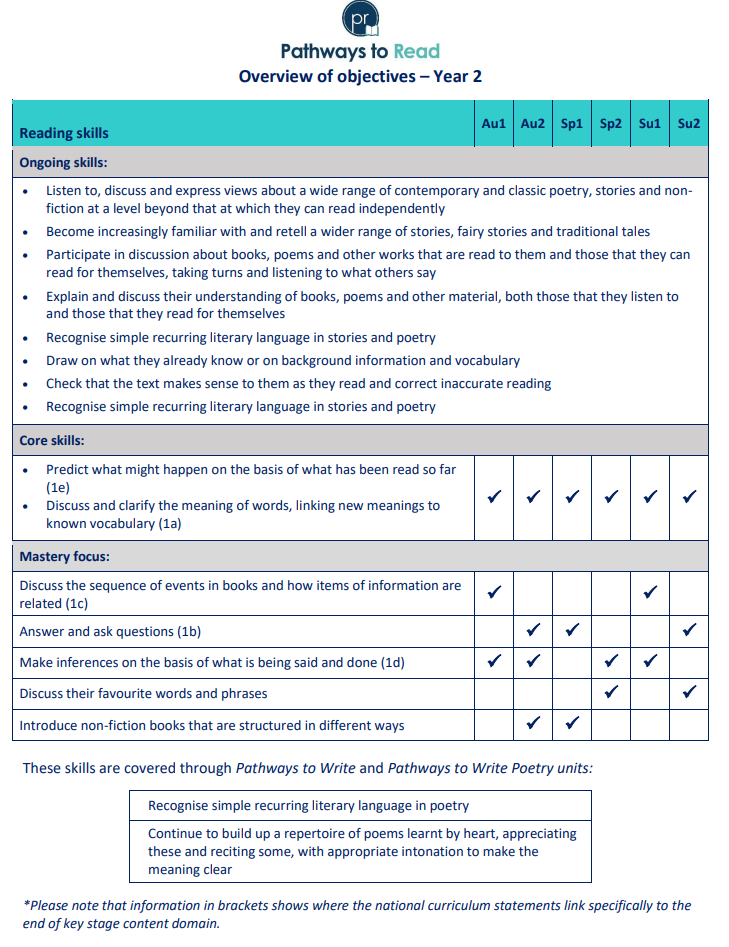 pr
Pathways to Read
Overview of objectives – Year 2
Reading skills Au1 Au2 Sp1 Sp2 Su1 Su2
Ongoing skills:
• Listen to, discuss and express views about a wide range of contemporary and classic poetry, stories and non-
fiction at a level beyond that at which they can read independently
• Become increasingly familiar with and retell a wider range of stories, fairy stories and traditional tales
• Participate in discussion about books, poems and other works that are read to them and those that they can
read for themselves, taking turns and listening to what others say
• Explain and discuss their understanding of books, poems and other material, both those that they listen to
and those that they read for themselves
• Recognise simple recurring literary language in stories and poetry
• Draw on what they already know or on background information and vocabulary
• Check that the text makes sense to them as they read and correct inaccurate reading
• Recognise simple recurring literary language in stories and poetry
Core skills:
• Predict what might happen on the basis of what has been read so far
(1e)
• Discuss and clarify the meaning of words, linking new meanings to
known vocabulary (1a)
✓ ✓ ✓ ✓ ✓ ✓
Mastery focus:
Discuss the sequence of events in books and how items of information are
related (1c) ✓ ✓
Answer and ask questions (1b) ✓ ✓ ✓
Make inferences on the basis of what is being said and done (1d) ✓ ✓ ✓ ✓
Discuss their favourite words and phrases ✓ ✓
Introduce non-fiction books that are structured in different ways ✓ ✓
These skills are covered through Pathways to Write and Pathways to Write Poetry units:
Recognise simple recurring literary language in poetry
Continue to build up a repertoire of poems learnt by heart, appreciating
these and reciting some, with appropriate intonation to make the
meaning clear
*Please note that information in brackets shows where the national curriculum statements link specifically to the
end of key stage content domain.